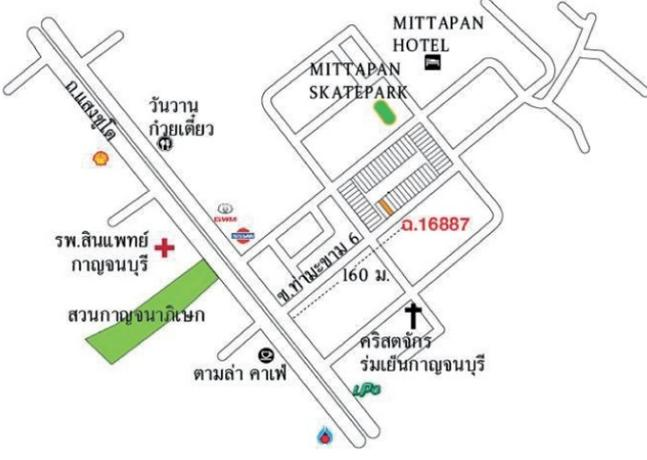 MITTAPAN
HOTEL
MITTAPAN
SKATEPARK
ถ.แสงชูโต
วันวาน
ก๋วยเตี๋ยว
GWM
NISSAN
ฉ.16887
รพ.สินแพทย์
กาญจนบุรี
ซ.ท่ามะขาม 6
160 ม.
สวนกาญจนาภิเษก
คริสตจักร
ร่มเย็นกาญจนบุรี
ตามล่า คาเฟ่
LPG